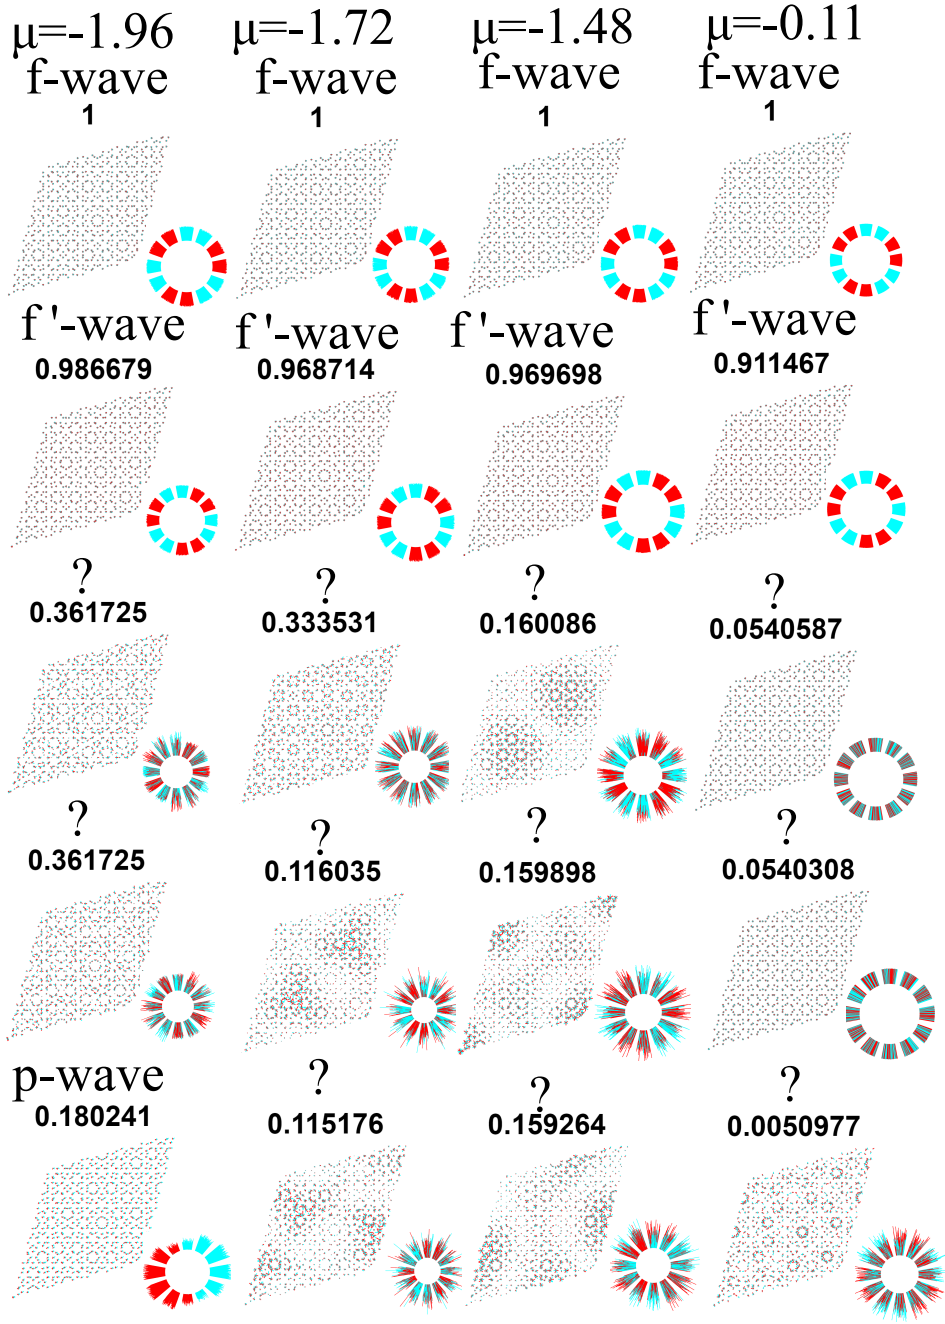 μ=-1.96 μ=-1.72 μ=-1.48 μ=-0.11
f-wave f-wave f-wave f-wave
1 1 1 1
f '-wave f '-wave f '-wave f '-wave
0.986679 0.968714 0.969698 0.911467
? ? ? ?
0.361725 0.333531 0.160086 0.0540587
? ? ? ?
0.361725 0.116035 0.159898 0.0540308
p-wave ? ? ?
0.180241 0.115176 0.159264 0.0050977